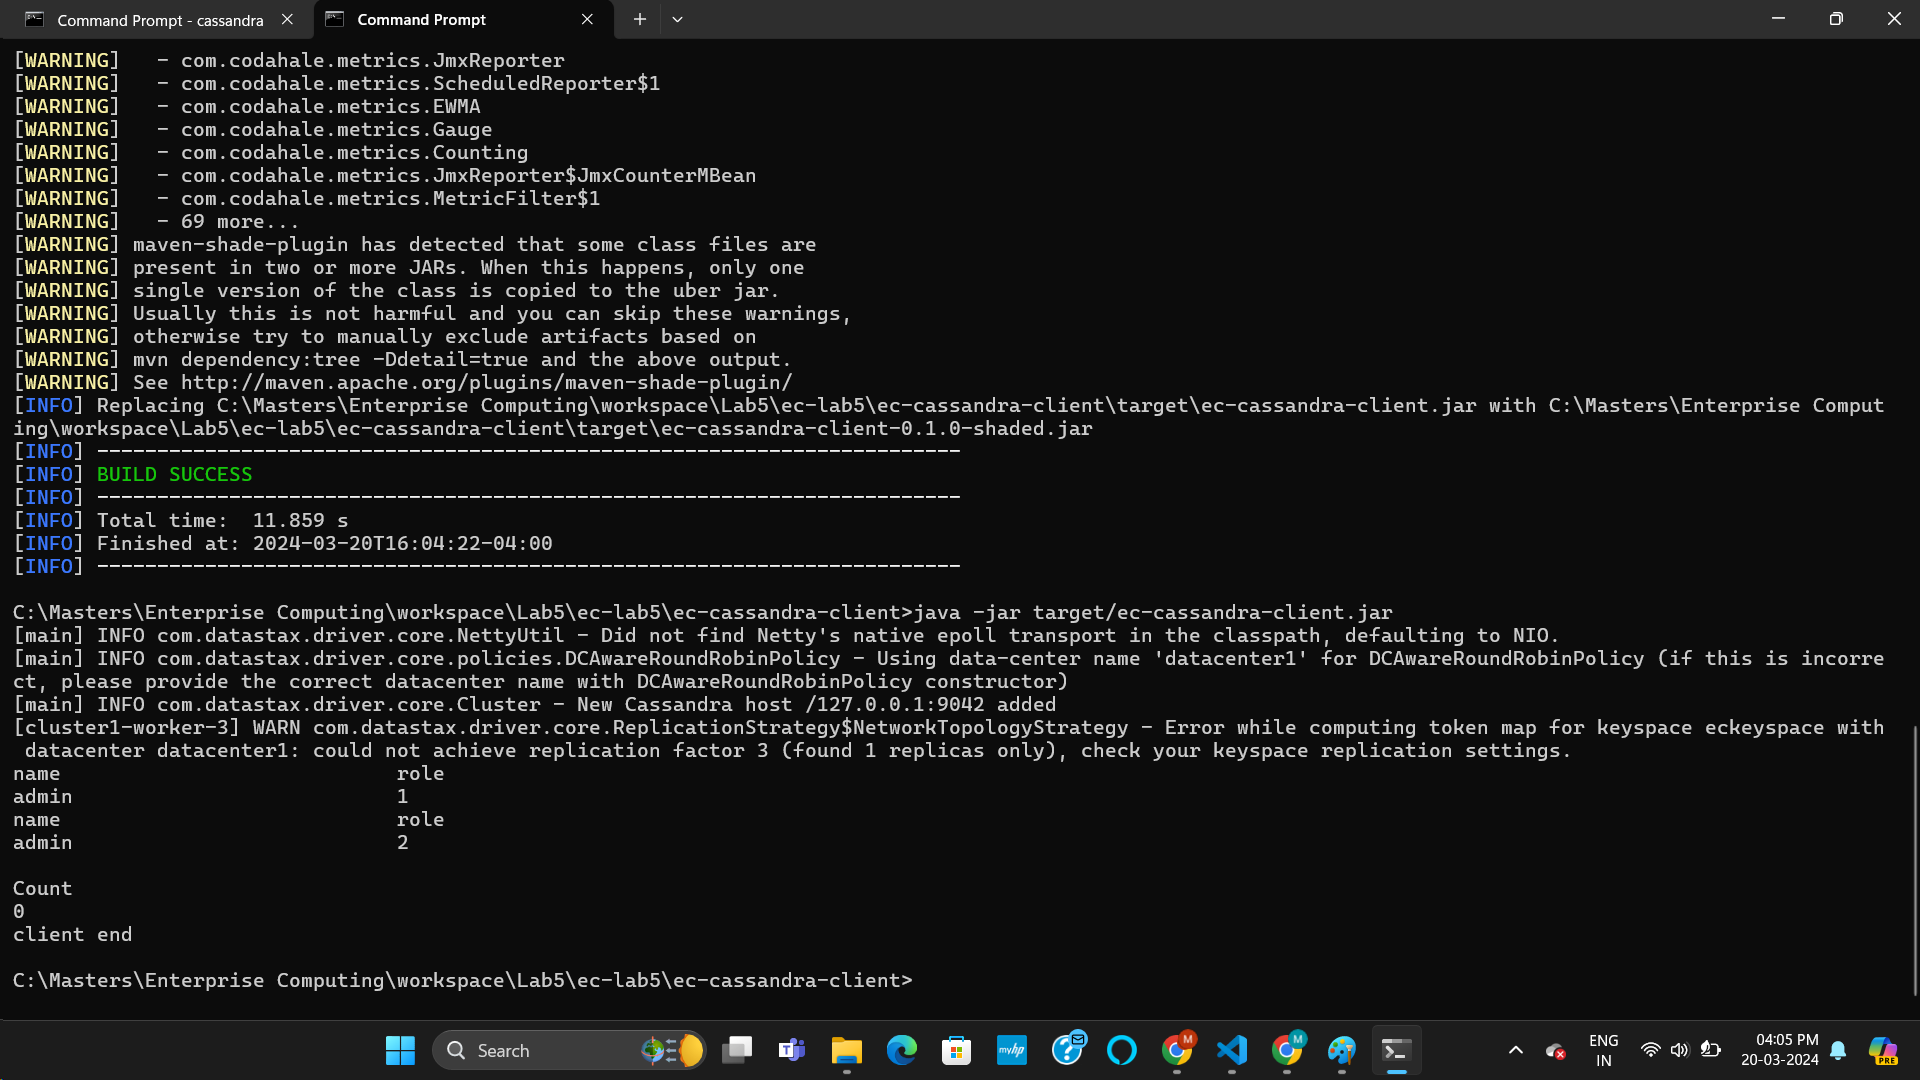 Command Prompt - cassandra
Command Prompt
[WARNING]   - com.codahale.metrics.JmxReporter
[WARNING]   - com.codahale.metrics.ScheduledReporter$1
[WARNING]   - com.codahale.metrics.EWMA
[WARNING]   - com.codahale.metrics.Gauge
[WARNING]   - com.codahale.metrics.Counting
[WARNING]   - com.codahale.metrics.JmxReporter$JmxCounterMBean
[WARNING]   - com.codahale.metrics.MetricFilter$1
[WARNING]   - 69 more...
[WARNING] maven-shade-plugin has detected that some class files are
[WARNING] present in two or more JARs. When this happens, only one
[WARNING] single version of the class is copied to the uber jar.
[WARNING] Usually this is not harmful and you can skip these warnings,
[WARNING] otherwise try to manually exclude artifacts based on
[WARNING] mvn dependency:tree -Ddetail=true and the above output.
[WARNING] See http://maven.apache.org/plugins/maven-shade-plugin/
[INFO] Replacing C:\Masters\Enterprise Computing\workspace\Lab5\ec-lab5\ec-cassandra-client\target\ec-cassandra-client.jar with C:\Masters\Enterprise Comput
ing\workspace\Lab5\ec-lab5\ec-cassandra-client\target\ec-cassandra-client-0.1.0-shaded.jar
[INFO] ------------------------------------------------------------------------
[INFO] BUILD SUCCESS
[INFO] ------------------------------------------------------------------------
[INFO] Total time:  11.859 s
[INFO] Finished at: 2024-03-20T16:04:22-04:00
[INFO] ------------------------------------------------------------------------
C:\Masters\Enterprise Computing\workspace\Lab5\ec-lab5\ec-cassandra-client>java -jar target/ec-cassandra-client.jar
[main] INFO com.datastax.driver.core.NettyUtil - Did not find Netty's native epoll transport in the classpath, defaulting to NIO.
[main] INFO com.datastax.driver.core.policies.DCAwareRoundRobinPolicy - Using data-center name 'datacenter1' for DCAwareRoundRobinPolicy (if this is incorre
ct, please provide the correct datacenter name with DCAwareRoundRobinPolicy constructor)
[main] INFO com.datastax.driver.core.Cluster - New Cassandra host /127.0.0.1:9042 added
[cluster1-worker-3] WARN com.datastax.driver.core.ReplicationStrategy$NetworkTopologyStrategy - Error while computing token map for keyspace eckeyspace with
 datacenter datacenter1: could not achieve replication factor 3 (found 1 replicas only), check your keyspace replication settings.
name                            role
admin                           1
name                            role
admin                           2
Count
0
client end
C:\Masters\Enterprise Computing\workspace\Lab5\ec-lab5\ec-cassandra-client>
Search
myhp
M
M
ENG
IN
04:05 PM
20-03-2024
PRE